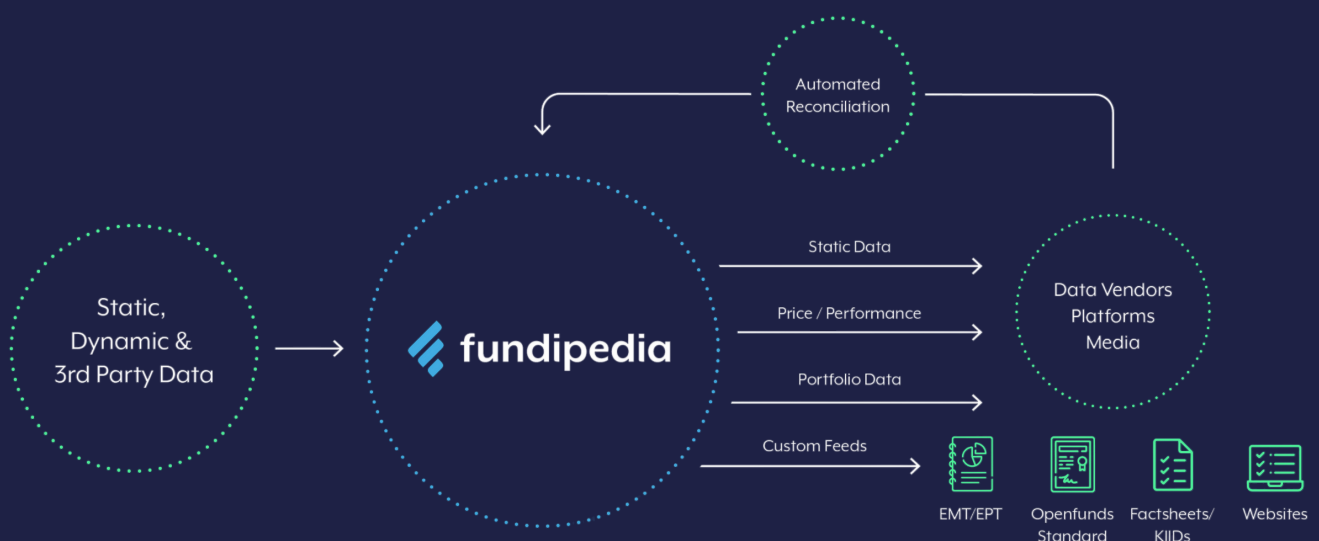 Automated
Reconciliation
Static,
Dynamic &
3rd Party Data
fundipedia
Static Data
Price / Performance
Portfolio Data
Custom Feeds
Data Vendors
Platforms
Media
EMT/EPT
Openfunds
Standard
Factsheets/
KIIDs
Websites